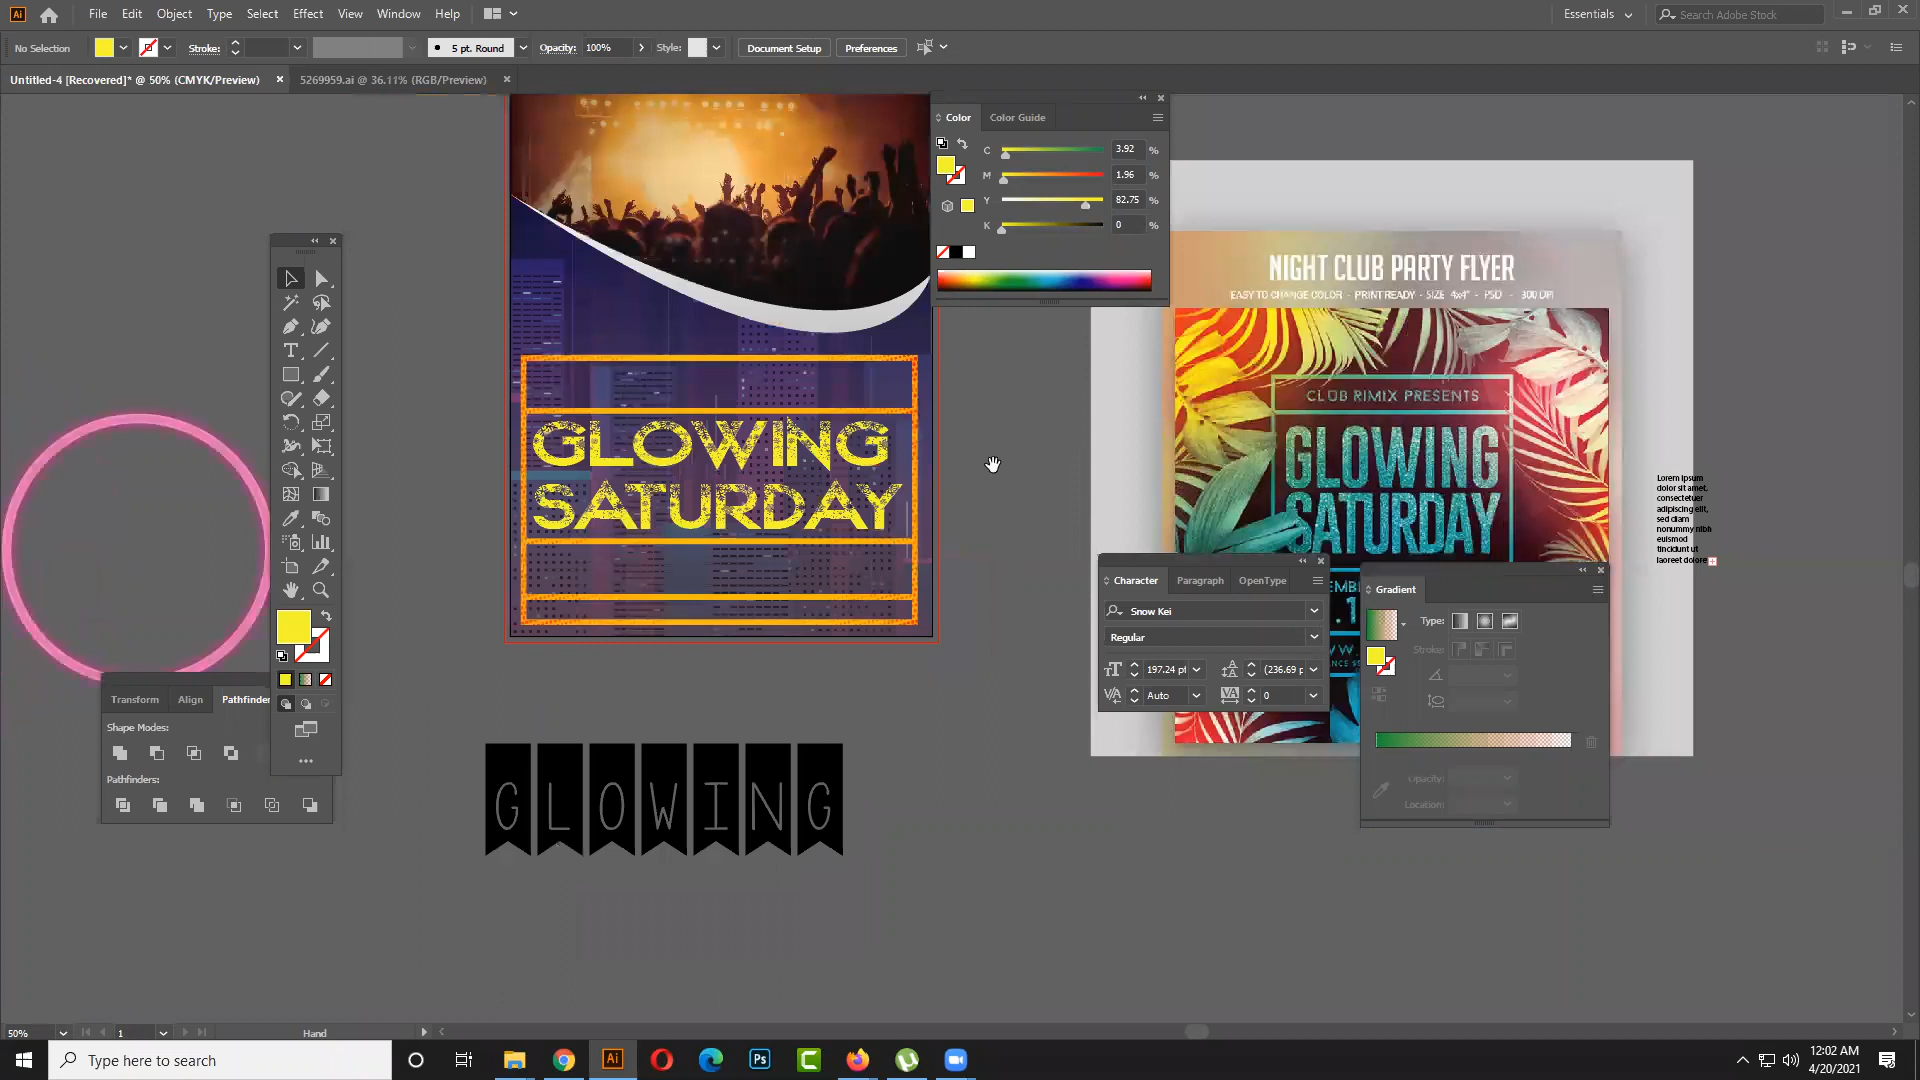 File Edit Object Type Select Effect View Window Help
Essentials
Search Adobe Stock
No Selection
Stroke:
5 pt. Round
Opacity: 100%
Style:
Document Setup
Preferences
Untitled-4 [Recovered]* @ 50% (CMYK/Preview)
5269959.ai @ 36.11% (RGB/Preview)
Color
Color Guide
C 3.92 %
M 1.96 %
Y 82.75 %
K 0 %
NIGHT CLUB PARTY FLYER
EASY TO CHANGE COLOR - PRINT READY - SIZE 4x4" - PSD - 300 DPI
CLUB RIMIX PRESENTS
GLOWING
SATURDAY
GLOWING
SATURDAY
Lorem ipsum
dolor sit amet,
consectetuer
adipiscing elit,
sed diam
nonummy nibh
euismod
tincidunt ut
laoreet dolore
Character
Paragraph
OpenType
Snow Kei
Regular
197.24 pt
(236.69 p
Auto
0
Gradient
Type:
Stroke:
Opacity:
Location:
Transform
Align
Pathfinder
Shape Modes:
Pathfinders:
GLOWING
50%
1
Hand
Type here to search
12:02 AM
4/20/2021